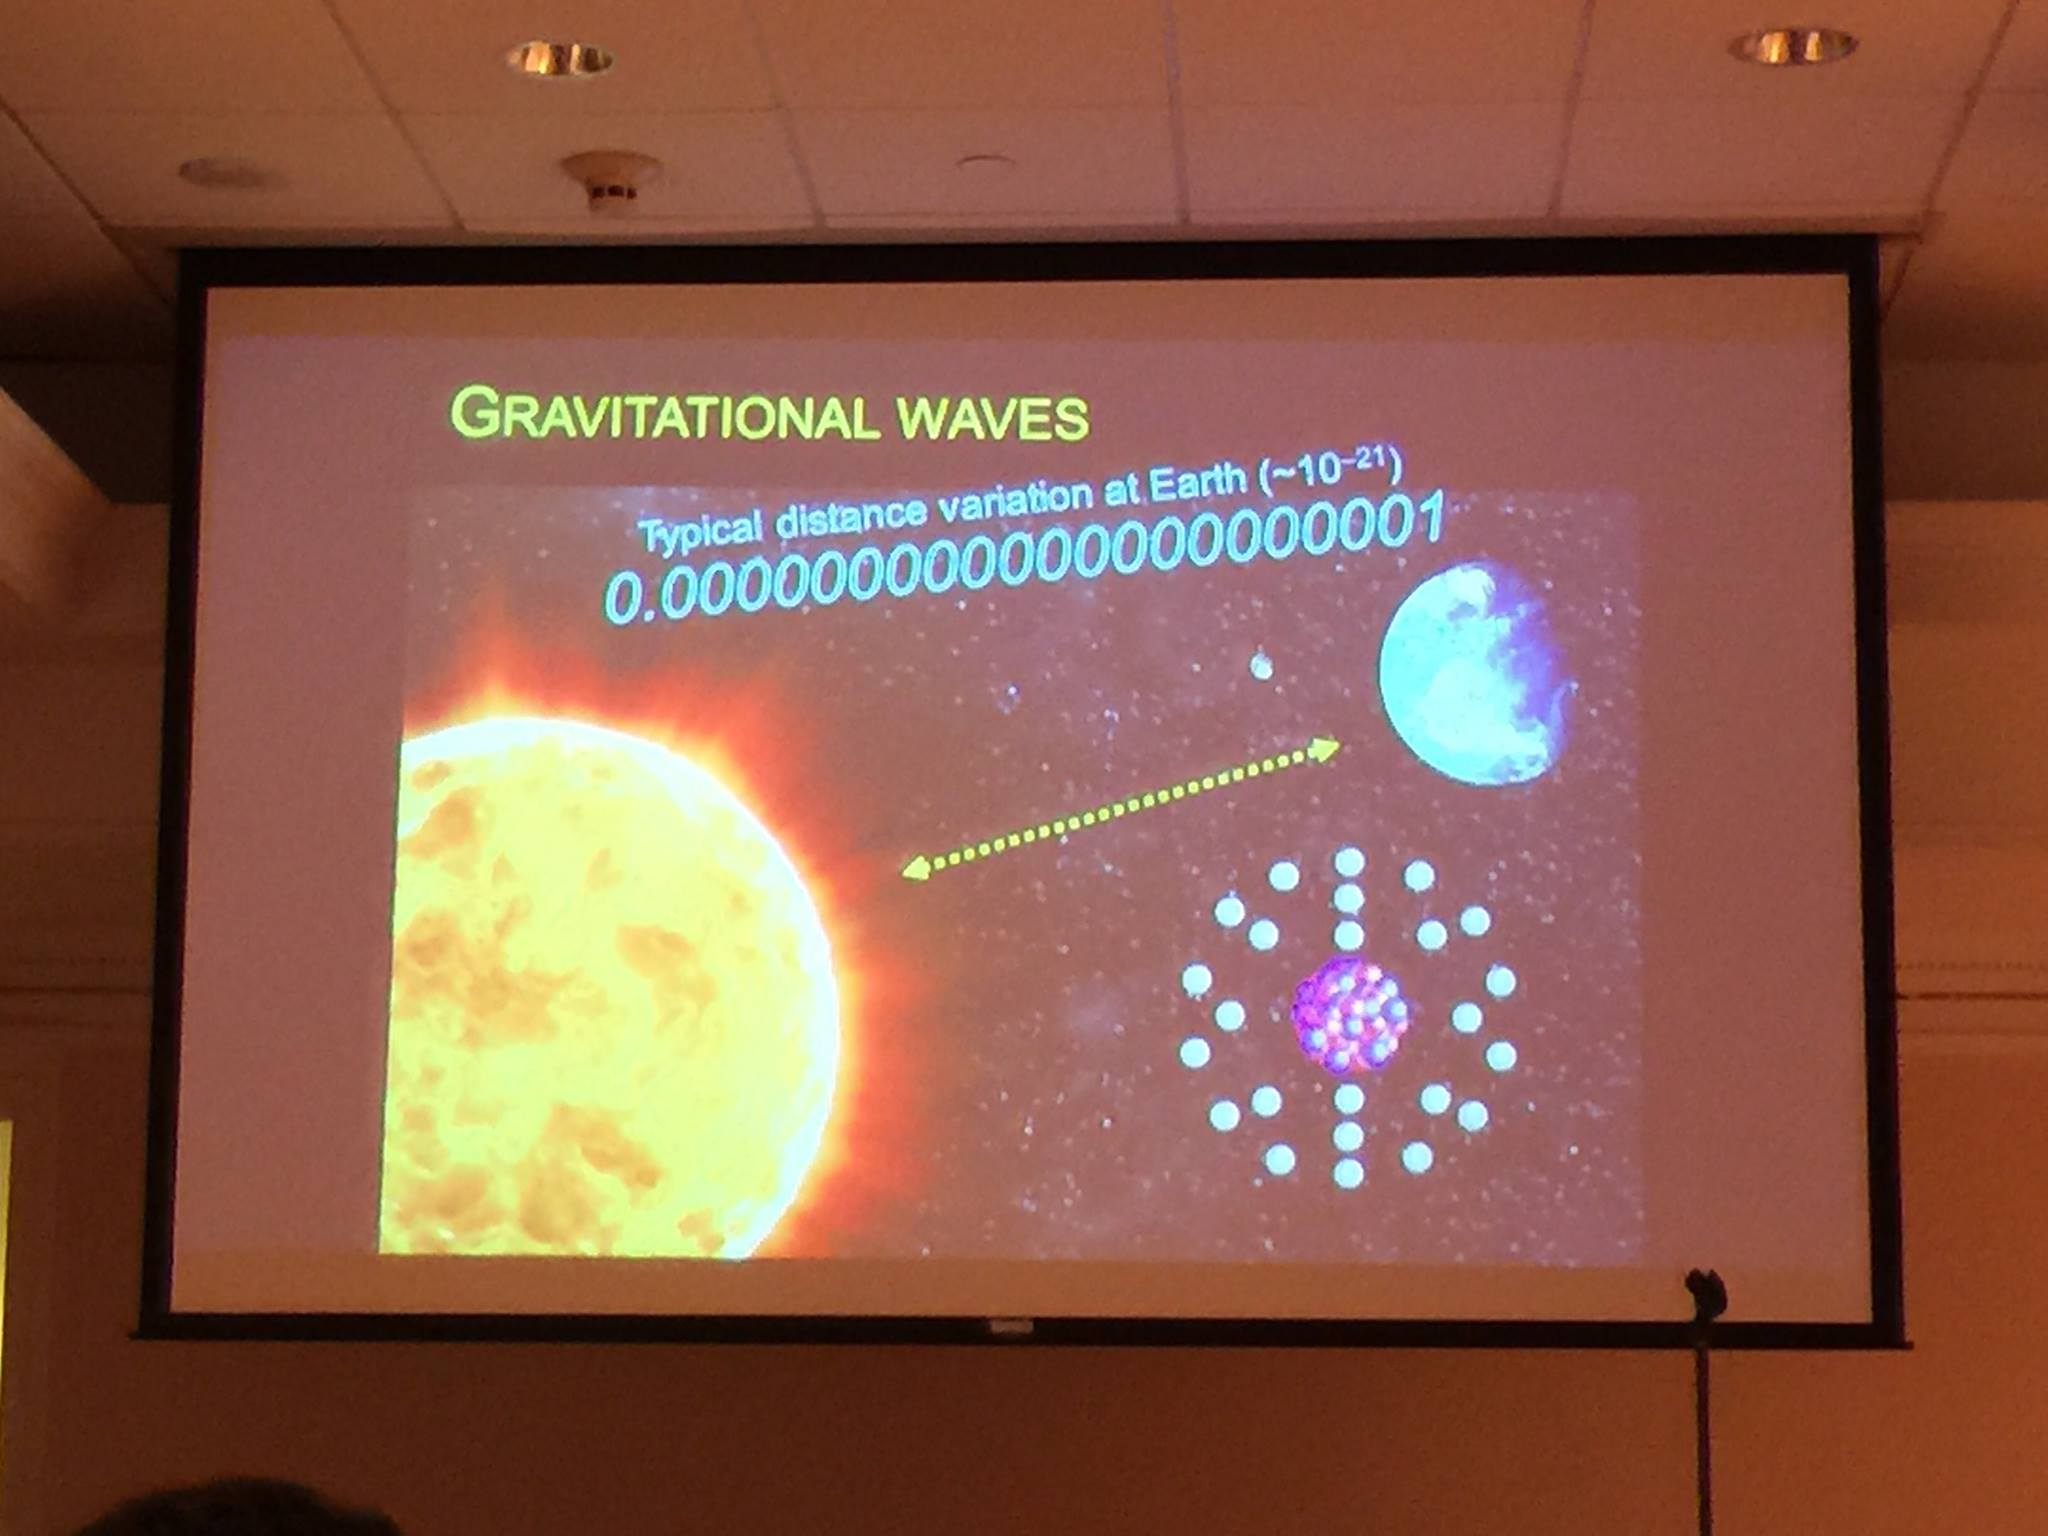 GRAVITATIONAL WAVES
Typical distance variation at Earth (~10⁻²¹)
0.000000000000000000001